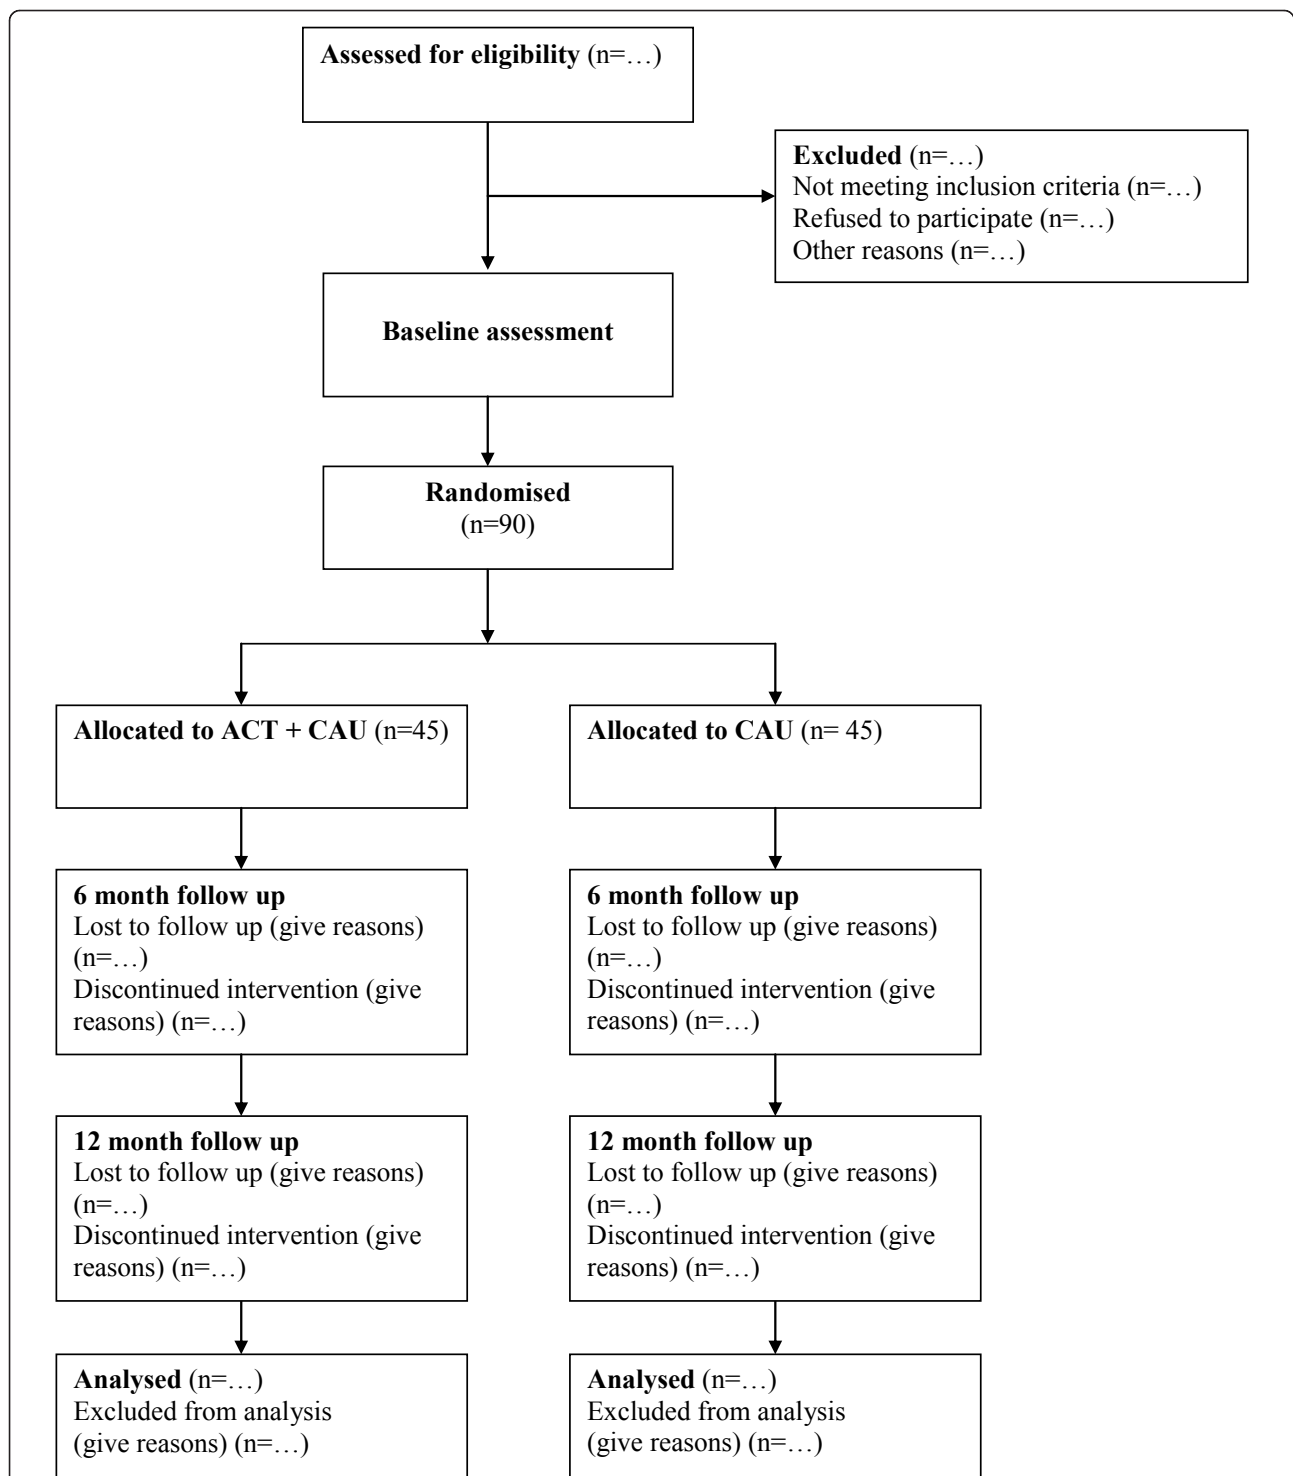 Assessed for eligibility (n=…)
Excluded (n=…)
Not meeting inclusion criteria (n=…)
Refused to participate (n=…)
Other reasons (n=…)
Baseline assessment
Randomised
(n=90)
Allocated to ACT + CAU (n=45)
Allocated to CAU (n= 45)
6 month follow up
Lost to follow up (give reasons)
(n=…)
Discontinued intervention (give
reasons) (n=…)
6 month follow up
Lost to follow up (give reasons)
(n=…)
Discontinued intervention (give
reasons) (n=…)
12 month follow up
Lost to follow up (give reasons)
(n=…)
Discontinued intervention (give
reasons) (n=…)
12 month follow up
Lost to follow up (give reasons)
(n=…)
Discontinued intervention (give
reasons) (n=…)
Analysed (n=…)
Excluded from analysis
(give reasons) (n=…)
Analysed (n=…)
Excluded from analysis
(give reasons) (n=…)